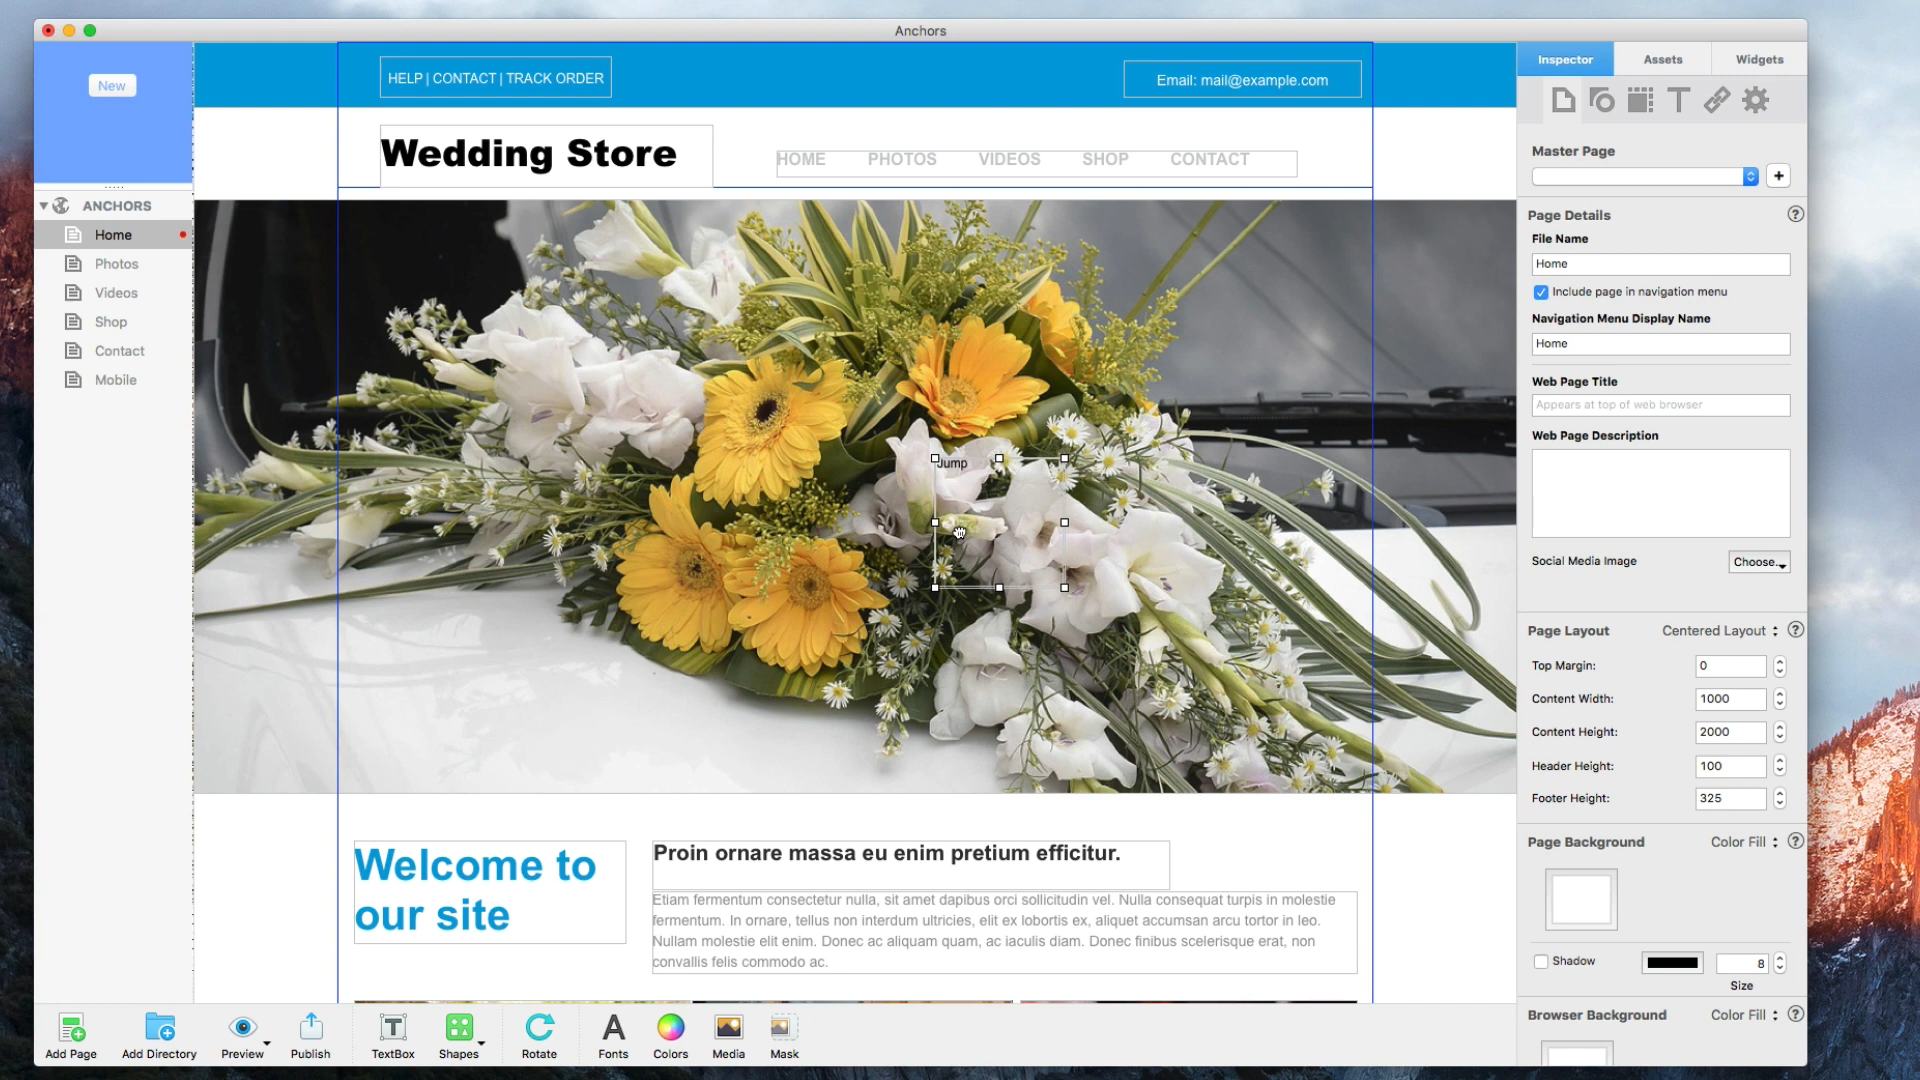 Anchors
New
ANCHORS
Home
Photos
Videos
Shop
Contact
Mobile
HELP | CONTACT | TRACK ORDER
Email: mail@example.com
Wedding Store
HOME PHOTOS VIDEOS SHOP CONTACT
Jump
Welcome to
our site
Proin ornare massa eu enim pretium efficitur.
Etiam fermentum consectetur nulla, sit amet dapibus orci sollicitudin vel. Nulla consequat turpis in molestie
fermentum. In ornare, tellus non interdum ultricies, elit ex lobortis ex, aliquet accumsan arcu tortor in leo.
Nullam molestie elit enim. Donec ac aliquam quam, ac iaculis diam. Donec finibus scelerisque erat, non
convallis felis commodo ac.
Inspector Assets Widgets
Master Page
+
Page Details ?
File Name
Home
Include page in navigation menu
Navigation Menu Display Name
Home
Web Page Title
Appears at top of web browser
Web Page Description
Social Media Image Choose...
Page Layout Centered Layout ?
Top Margin: 0
Content Width: 1000
Content Height: 2000
Header Height: 100
Footer Height: 325
Page Background Color Fill ?
Shadow 8
Size
Browser Background Color Fill ?
Add Page Add Directory Preview Publish TextBox Shapes Rotate Fonts Colors Media Mask